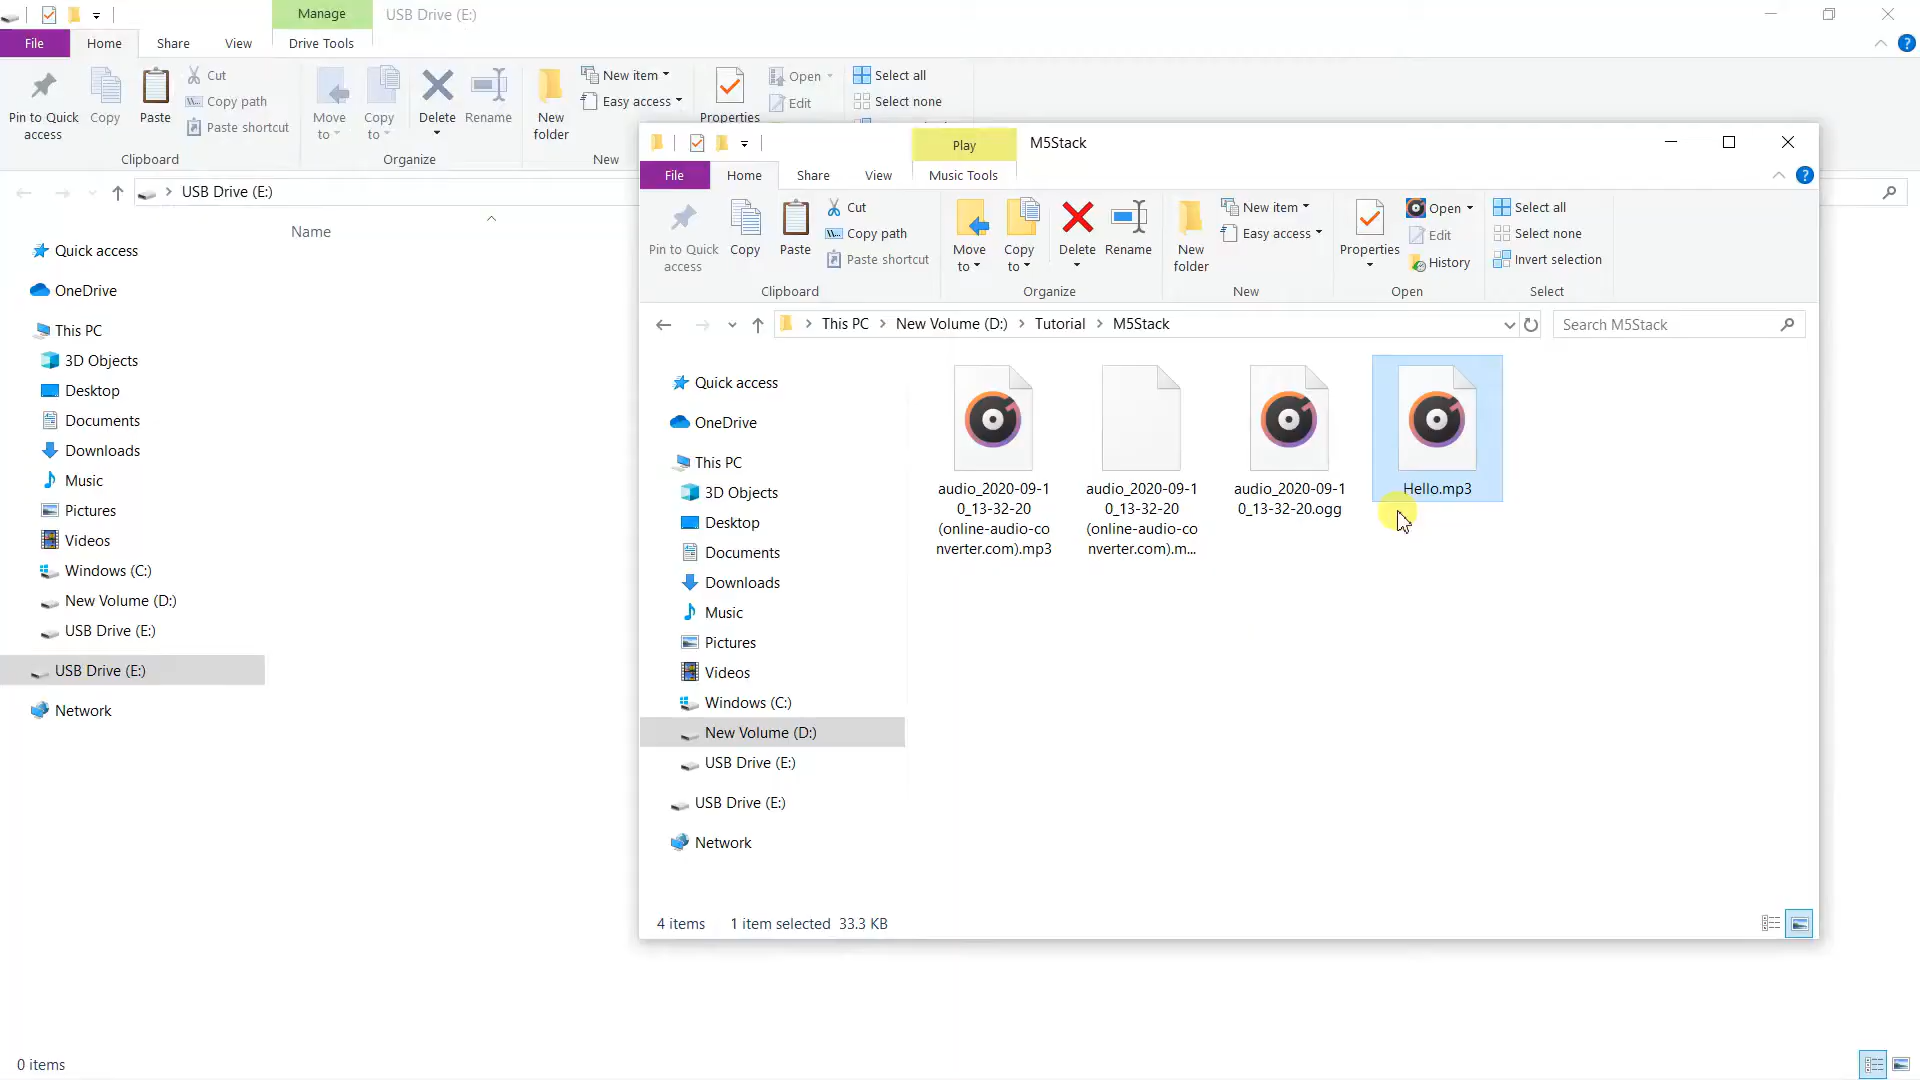 Manage
USB Drive (E:)
File
Home
Share
View
Drive Tools
Pin to Quick access
Copy
Paste
Cut
Copy path
Paste shortcut
Clipboard
Move to
Copy to
Delete
Rename
Organize
New folder
New item
Easy access
New
Properties
Open
Edit
Select all
Select none
USB Drive (E:)
Name
Quick access
OneDrive
This PC
3D Objects
Desktop
Documents
Downloads
Music
Pictures
Videos
Windows (C:)
New Volume (D:)
USB Drive (E:)
USB Drive (E:)
Network
0 items
Play
M5Stack
File
Home
Share
View
Music Tools
Pin to Quick
access
Copy
Paste
Cut
Copy path
Paste shortcut
Clipboard
Move
to
Copy
to
Delete
Rename
Organize
New
folder
New item
Easy access
New
Properties
Open
Edit
History
Open
Select all
Select none
Invert selection
Select
This PC > New Volume (D:) > Tutorial > M5Stack
Search M5Stack
Quick access
OneDrive
This PC
3D Objects
Desktop
Documents
Downloads
Music
Pictures
Videos
Windows (C:)
New Volume (D:)
USB Drive (E:)
USB Drive (E:)
Network
audio_2020-09-1
0_13-32-20
(online-audio-co
nverter.com).mp3
audio_2020-09-1
0_13-32-20
(online-audio-co
nverter.com).m...
audio_2020-09-1
0_13-32-20.ogg
Hello.mp3
4 items
1 item selected 33.3 KB